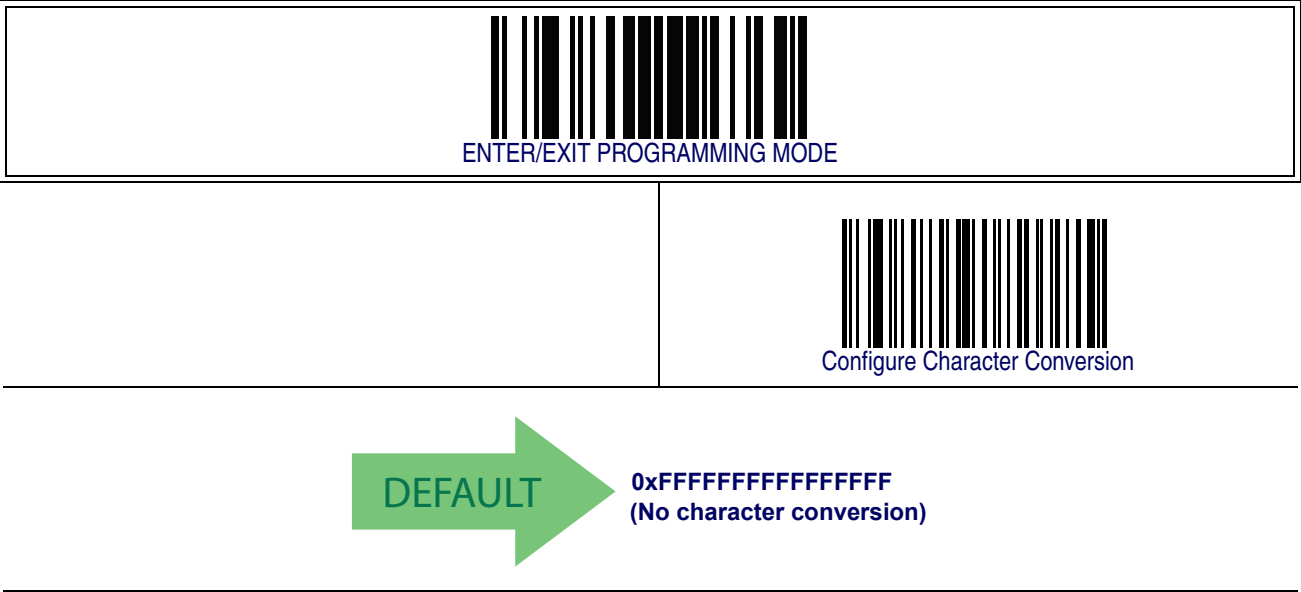 ENTER/EXIT PROGRAMMING MODE
Configure Character Conversion
DEFAULT
0xFFFFFFFFFFFFFFFF
(No character conversion)